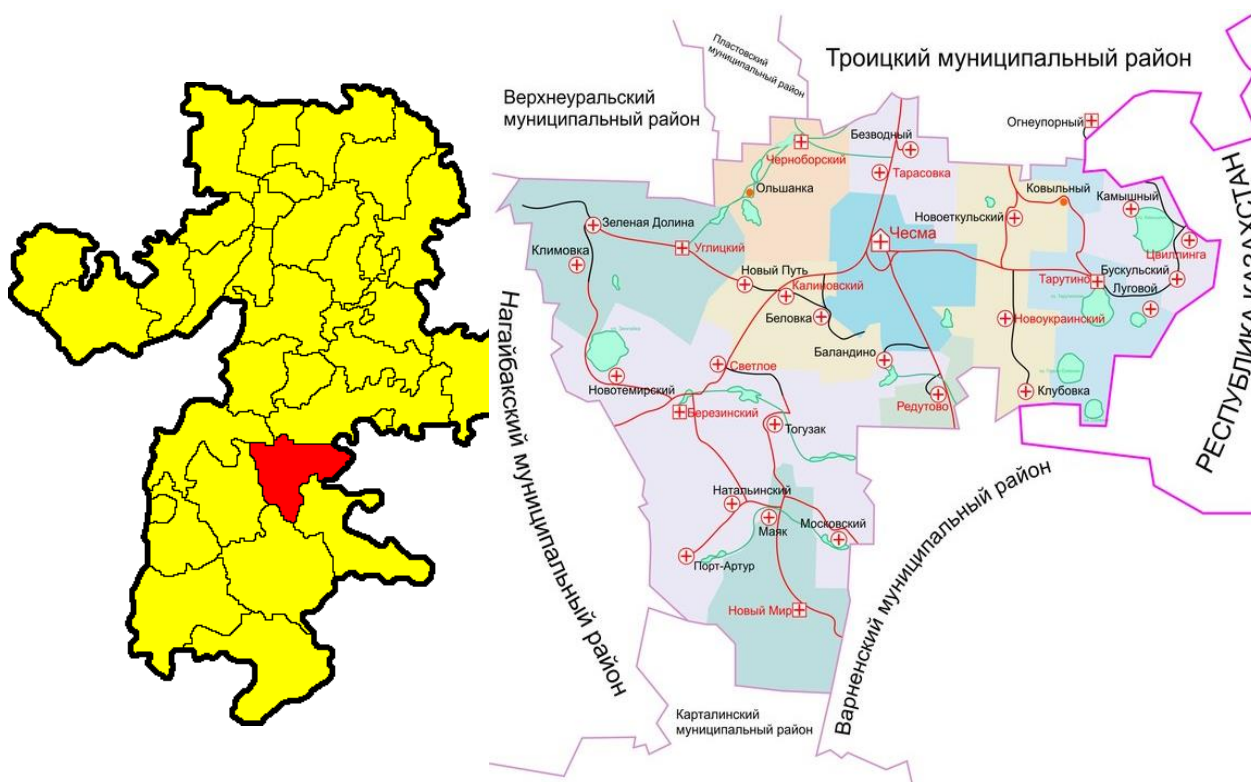 Пластовский
муниципальный район
Троицкий муниципальный район
Верхнеуральский
муниципальный район
Огнеупорный
Безводный
Черноборский
Тарасовка
Ольшанка
Ковыльный
Камышный
Новоеткульский
Зеленая Долина
Углицкий
Чесма
Цвиллинга
Климовка
Новый Путь
Калиновский
Тарутино
Бускульский
Луговой
Беловка
Новоукраинский
Баландино
Светлое
Новотемирский
Редутово
Клубовка
Березинский
Тогузак
Натальинский
Маяк
Московский
Порт-Артур
Новый Мир
Нагайбакский муниципальный район
Варненский муниципальный район
РЕСПУБЛИКА КАЗАХСТАН
Карталинский
муниципальный район